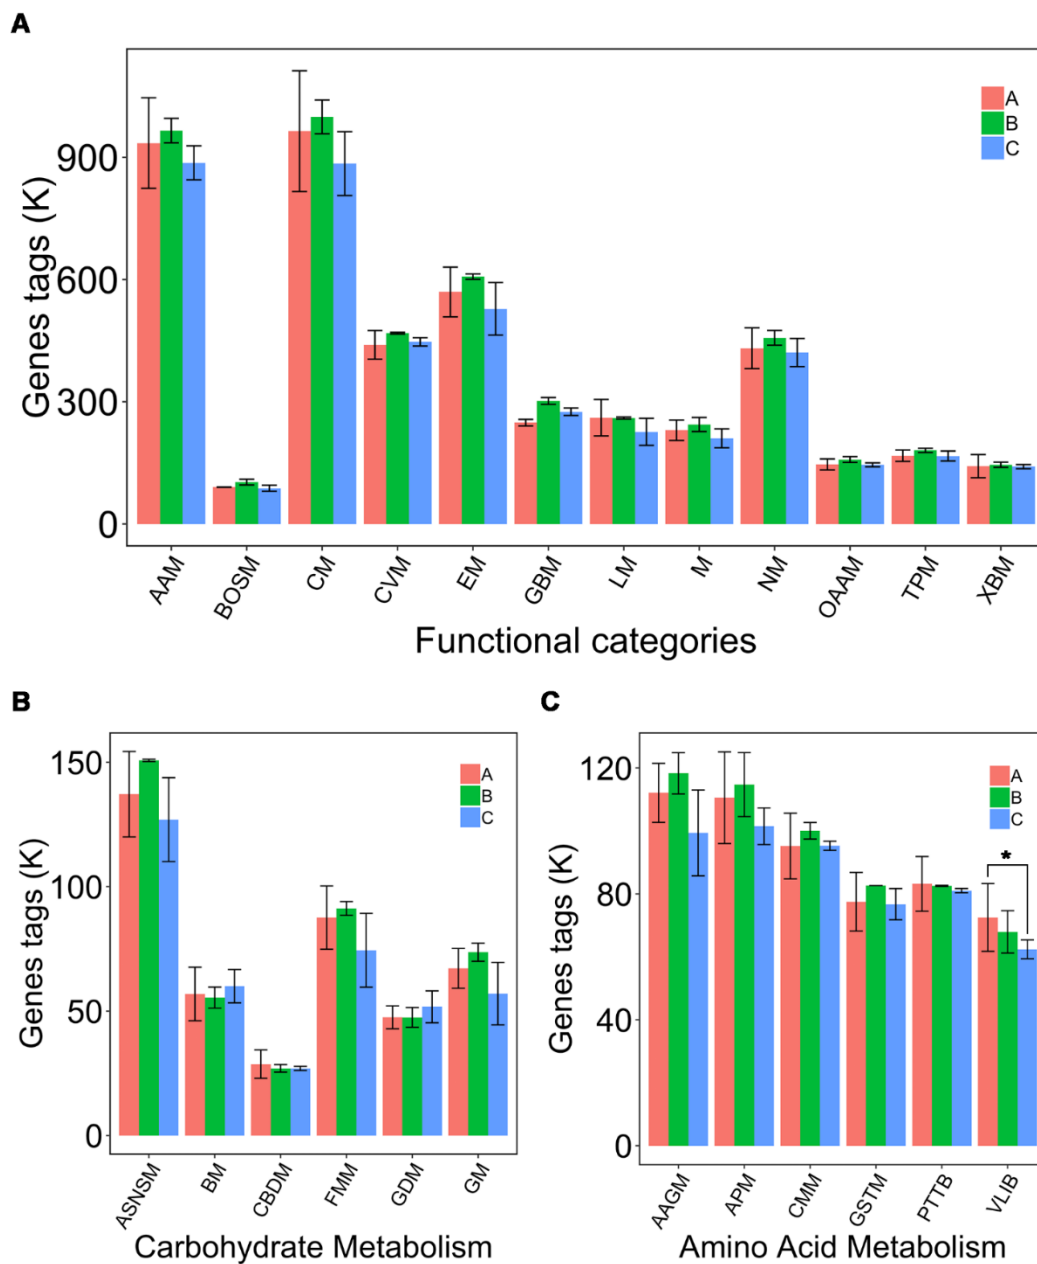 A
Genes tags (K)
900
600
300
0
A
B
C
AAM
BOSM
CM
CVM
EM
GBM
LM
M
NM
OAAM
TPM
XBM
Functional categories
B
Genes tags (K)
150
100
50
0
A
B
C
ASNSM
BM
CBDM
FMM
GDM
GM
Carbohydrate Metabolism
C
Genes tags (K)
120
80
40
0
A
B
C
*
AAGM
APM
CMM
GSTM
PTTB
VLIB
Amino Acid Metabolism